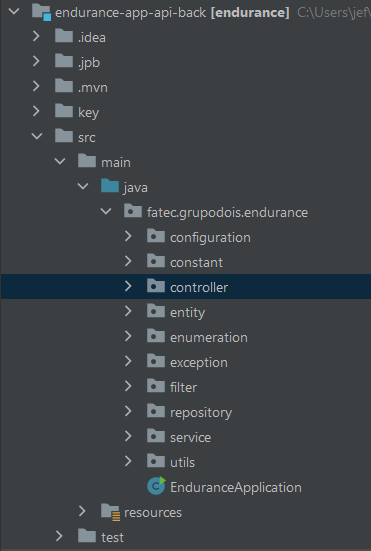 endurance-app-api-back [endurance] C:\Users\jef
.idea
.jpb
.mvn
key
src
main
java
fatec.grupodois.endurance
configuration
constant
controller
entity
enumeration
exception
filter
repository
service
utils
EnduranceApplication
resources
test